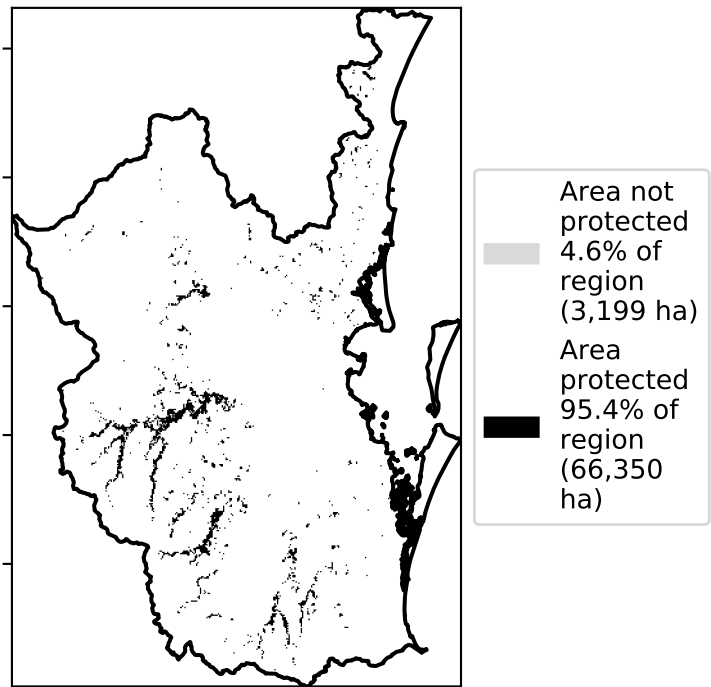 Area not
protected
4.6% of
region
(3,199 ha)
Area
protected
95.4% of
region
(66,350
ha)